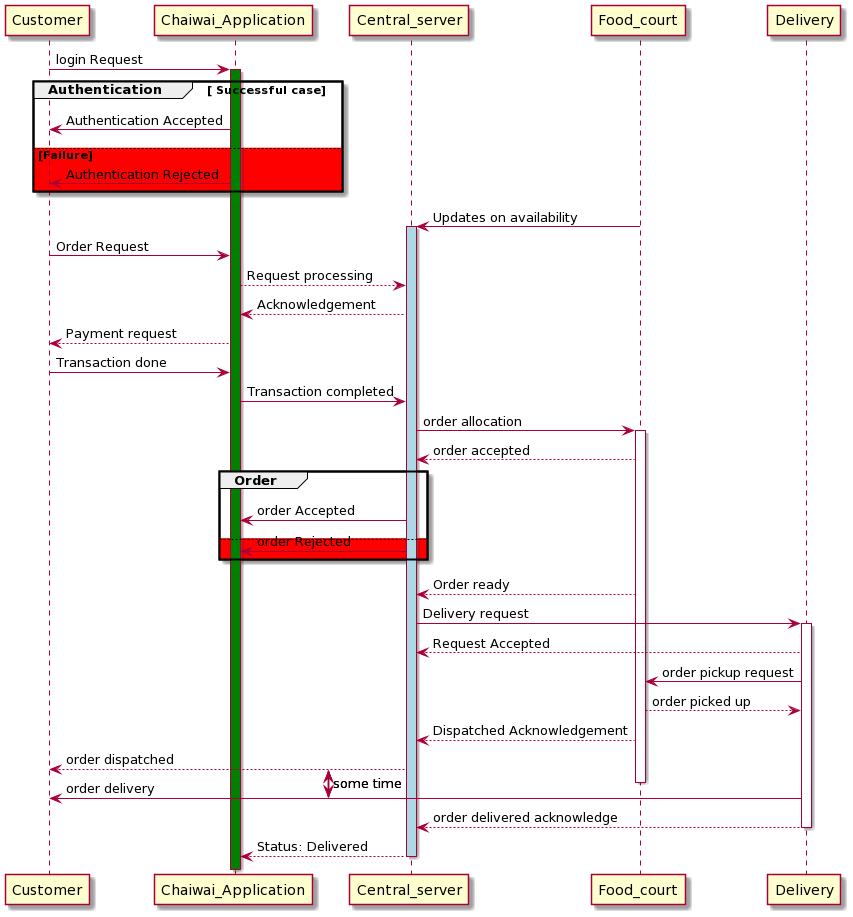 Customer Chaiwai_Application Central_server Food_court Delivery
login Request
Authentication [ Successful case]
Authentication Accepted
[Failure]
Authentication Rejected
Updates on availability
Order Request
Request processing
Acknowledgement
Payment request
Transaction done
Transaction completed
order allocation
order accepted
Order
order Accepted
order Rejected
Order ready
Delivery request
Request Accepted
order pickup request
order picked up
Dispatched Acknowledgement
order dispatched
some time
order delivery
order delivered acknowledge
Status: Delivered
Customer Chaiwai_Application Central_server Food_court Delivery